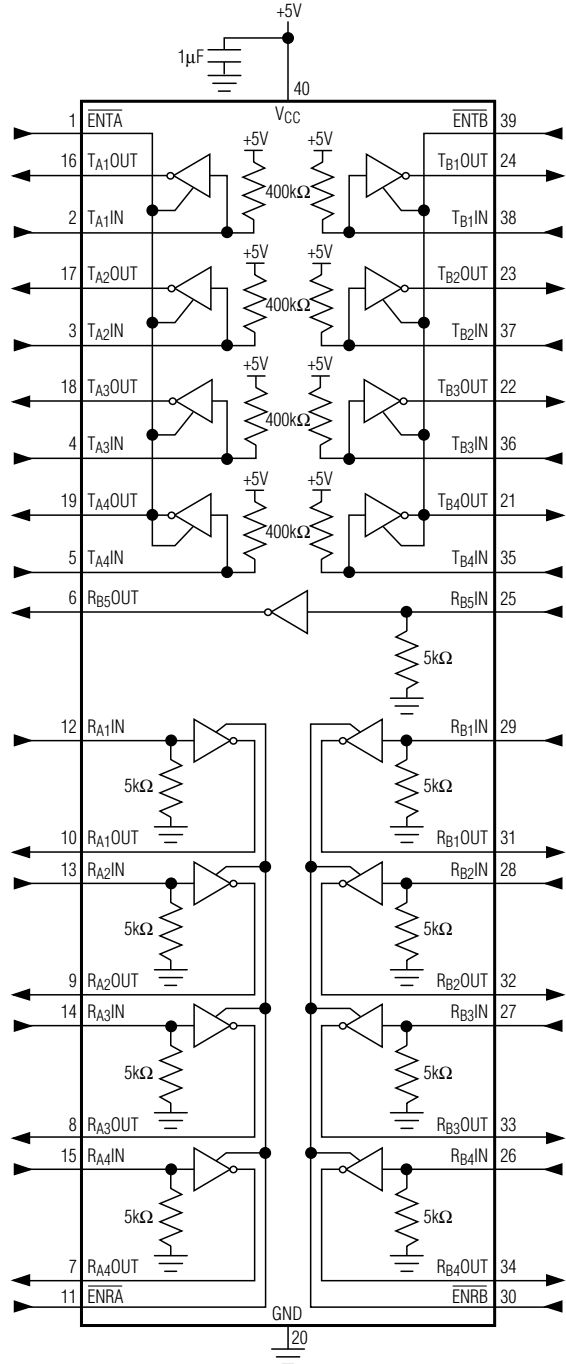 +5V
1μF
40
VCC
1 ENTA ENTB 39
16 TA1OUT +5V +5V TB1OUT 24
400kΩ
2 TA1IN TB1IN 38
17 TA2OUT +5V +5V TB2OUT 23
400kΩ
3 TA2IN TB2IN 37
18 TA3OUT +5V +5V TB3OUT 22
400kΩ
4 TA3IN TB3IN 36
19 TA4OUT +5V +5V TB4OUT 21
400kΩ
5 TA4IN TB4IN 35
6 RB5OUT RB5IN 25
5kΩ
12 RA1IN RB1IN 29
5kΩ 5kΩ
10 RA1OUT RB1OUT 31
13 RA2IN RB2IN 28
5kΩ 5kΩ
9 RA2OUT RB2OUT 32
14 RA3IN RB3IN 27
5kΩ 5kΩ
8 RA3OUT RB3OUT 33
15 RA4IN RB4IN 26
5kΩ 5kΩ
7 RA4OUT RB4OUT 34
11 ENRA ENRB 30
GND
20